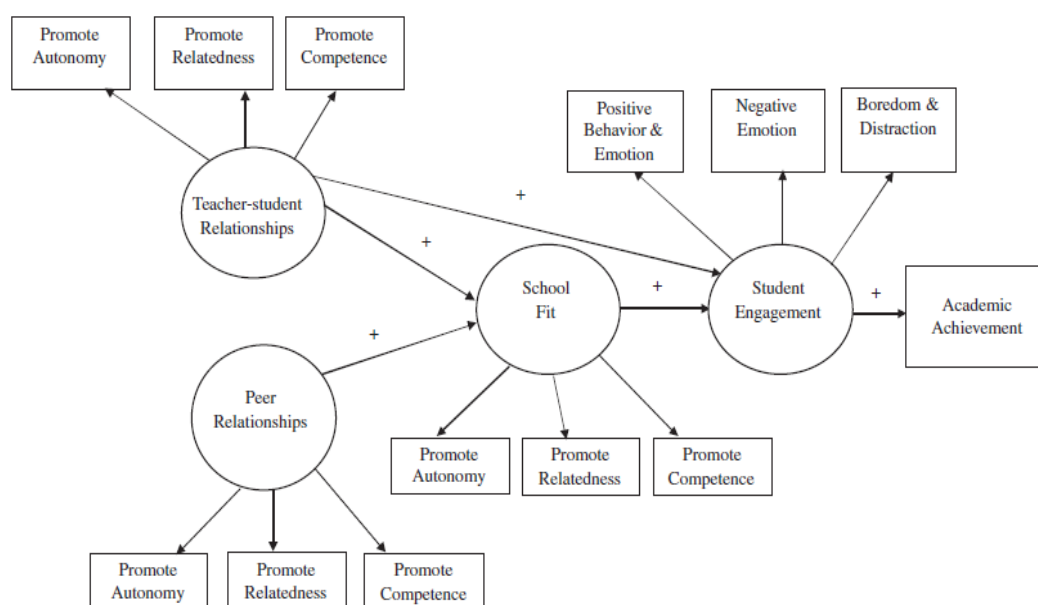 Promote
Autonomy
Promote
Relatedness
Promote
Competence
Positive
Behavior &
Emotion
Negative
Emotion
Boredom &
Distraction
Teacher-student
Relationships
+
+
School
Fit
+
Student
Engagement
+
Academic
Achievement
+
Peer
Relationships
Promote
Autonomy
Promote
Relatedness
Promote
Competence
Promote
Autonomy
Promote
Relatedness
Promote
Competence